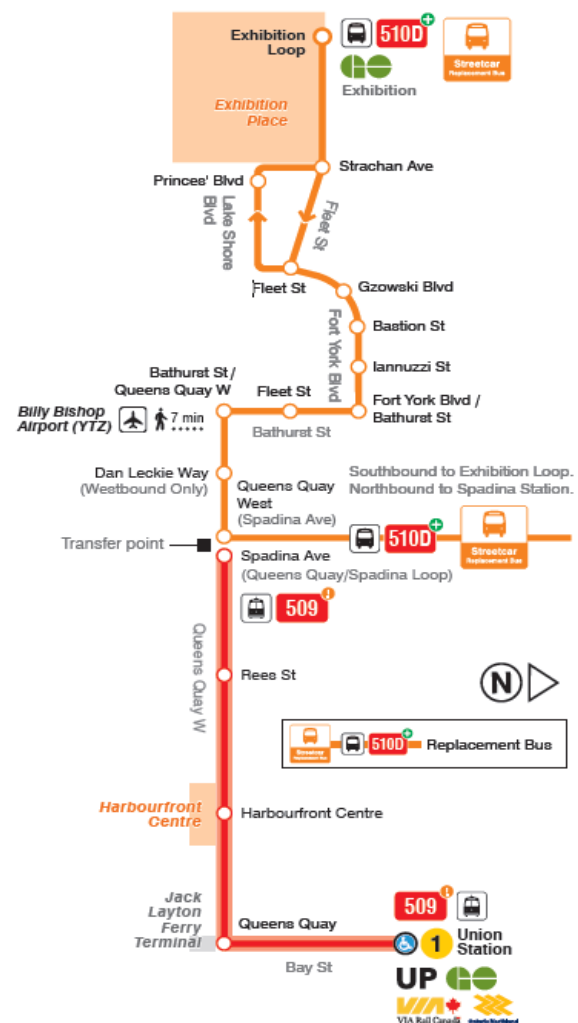 Exhibition
Loop
510D
Streetcar
Replacement Bus
GO
Exhibition
Exhibition
Place
Strachan Ave
Princes' Blvd
Lake Shore
Blvd
Fleet St
Fleet St
Gzowski Blvd
Bastion St
Fort York Blvd
Iannuzzi St
Bathurst St /
Queens Quay W
Fleet St
Fort York Blvd /
Bathurst St
Billy Bishop
Airport (YTZ)
7 min
Bathurst St
Dan Leckie Way
(Westbound Only)
Queens Quay
West
(Spadina Ave)
Southbound to Exhibition Loop.
Northbound to Spadina Station.
510D
Streetcar
Replacement Bus
Transfer point
Spadina Ave
(Queens Quay/Spadina Loop)
509
Queens Quay W
Rees St
N
Streetcar
Replacement Bus
510D
Replacement Bus
Harbourfront
Centre
Harbourfront Centre
Jack
Layton
Ferry
Terminal
Queens Quay
509
1
Union
Station
Bay St
UP GO
VIA
VIA Rail Canada
Ontario Northland